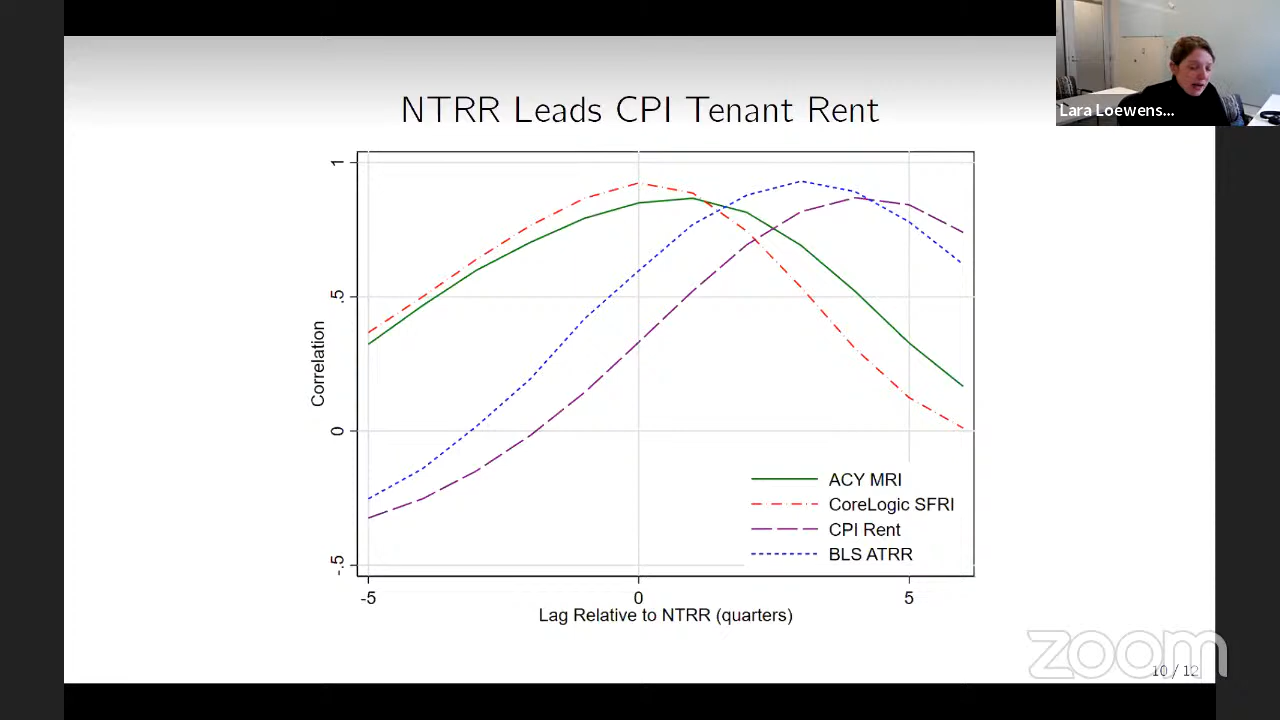 Lara Loewens...
NTRR Leads CPI Tenant Rent
1
.5
0
-.5
Correlation
-5
0
5
Lag Relative to NTRR (quarters)
ACY MRI
CoreLogic SFRI
CPI Rent
BLS ATRR
zoom
10 / 12